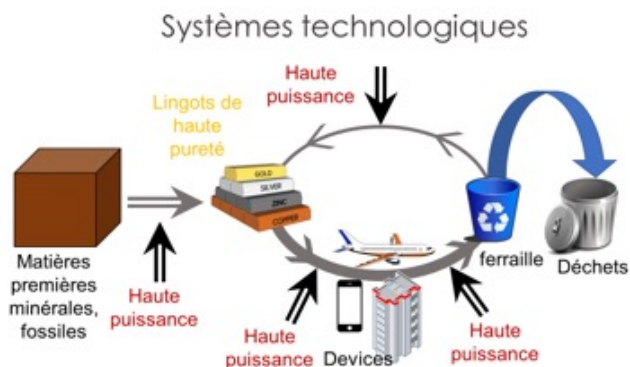 Systèmes technologiques
Haute
puissance
Lingots de
haute
pureté
GOLD
SILVER
ZINC
COPPER
Matières
premières
minérales,
fossiles
Haute
puissance
Haute
puissance
Devices
Haute
puissance
ferraille
Déchets